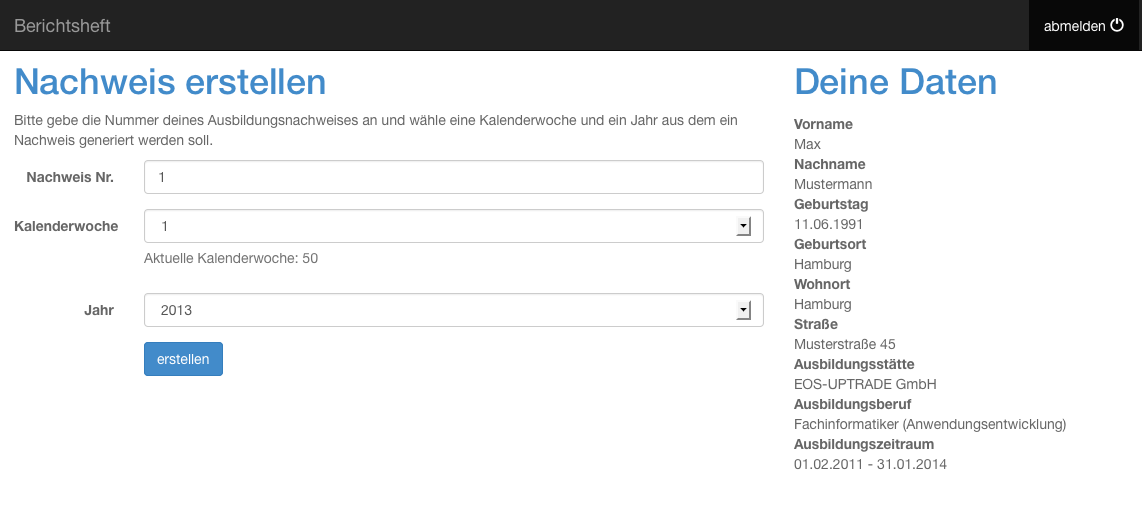 Berichtsheft
abmelden
Nachweis erstellen
Bitte gebe die Nummer deines Ausbildungsnachweises an und wähle eine Kalenderwoche und ein Jahr aus dem ein
Nachweis generiert werden soll.
Nachweis Nr.
1
Kalenderwoche
1
Aktuelle Kalenderwoche: 50
Jahr
2013
erstellen
Deine Daten
Vorname
Max
Nachname
Mustermann
Geburtstag
11.06.1991
Geburtsort
Hamburg
Wohnort
Hamburg
Straße
Musterstraße 45
Ausbildungsstätte
EOS-UPTRADE GmbH
Ausbildungsberuf
Fachinformatiker (Anwendungsentwicklung)
Ausbildungszeitraum
01.02.2011 - 31.01.2014